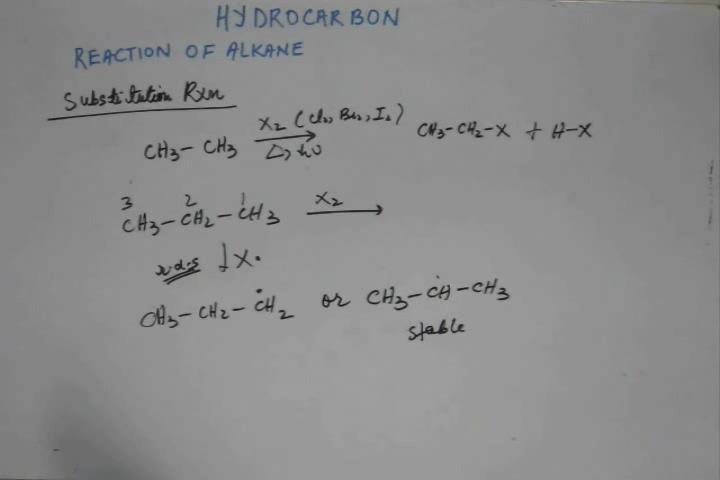 HYDROCARBON
REACTION OF ALKANE
Substitution Rxn
CH3-CH3 X2 (Cl2, Br2, I2) Δ, hυ CH3-CH2-X + H-X
3 2 1
CH3-CH2-CH3 X2
r.d.s ↓X•
CH3-CH2-ĊH2 or CH3-ĊH-CH3
stable